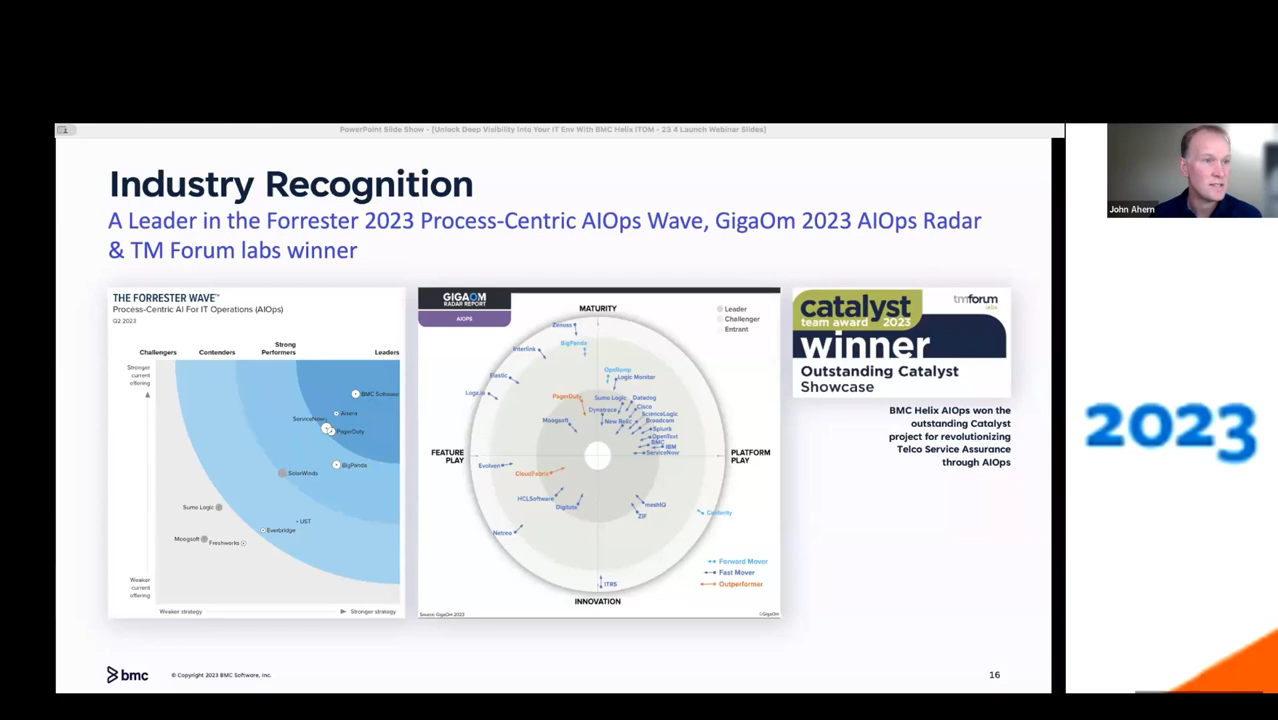 PowerPoint Slide Show - [Unlock Deep Visibility Into Your IT Env With BMC Helix ITOM - 23 4 Launch Webinar Slides]
John Ahern
Industry Recognition
A Leader in the Forrester 2023 Process-Centric AIOps Wave, GigaOm 2023 AIOps Radar
& TM Forum labs winner
THE FORRESTER WAVE™
Process-Centric AI For IT Operations (AIOps)
Q2 2023
Challengers
Contenders
Strong
Performers
Leaders
Stronger
current
offering
BMC Software
Aisera
ServiceNow
PagerDuty
BigPanda
SolarWinds
Sumo Logic
UST
Everbridge
Moogsoft
Freshworks
Weaker
current
offering
Weaker strategy
Stronger strategy
GIGAOM
RADAR REPORT
AIOPS
MATURITY
Leader
Challenger
Entrant
Zenoss
BigPanda
Interlink
OpsRamp
Logic Monitor
Elastic
Logz.io
PagerDuty
Sumo Logic
Datadog
Cisco
Dynatrace
ScienceLogic
Moogsoft
New Relic
Broadcom
Splunk
OpenText
BMC
IBM
ServiceNow
FEATURE
PLAY
PLATFORM
PLAY
Evolven
CloudFabrix
HCLSoftware
Digitate
meshIQ
ZIF
Centerity
Netreo
ITRS
Forward Mover
Fast Mover
Outperformer
INNOVATION
Source: GigaOm 2023
©GigaOm
catalyst
team award 2023
tmforum
winner
Outstanding Catalyst
Showcase
BMC Helix AIOps won the
outstanding Catalyst
project for revolutionizing
Telco Service Assurance
through AIOps
2023
bmc
© Copyright 2023 BMC Software, Inc.
16